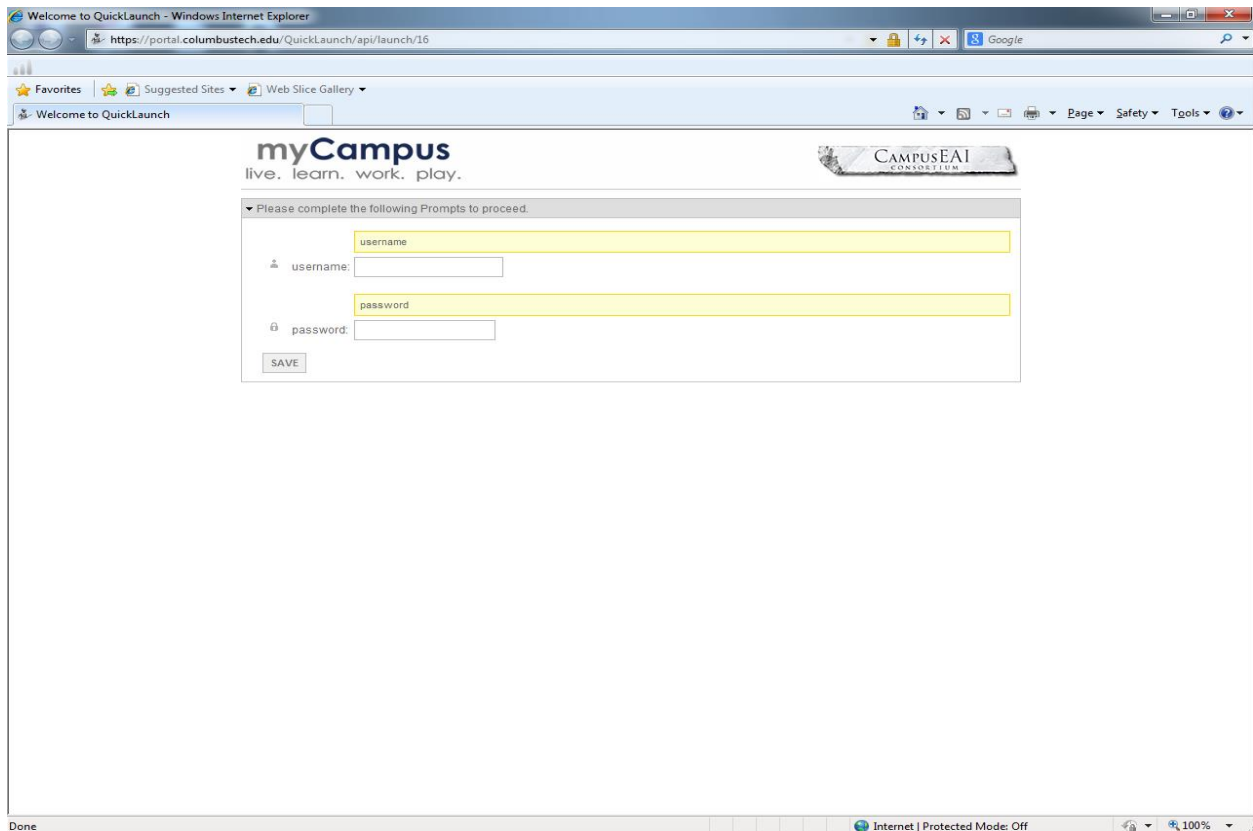 Welcome to QuickLaunch - Windows Internet Explorer
https://portal.columbustech.edu/QuickLaunch/api/launch/16
Google
Favorites Suggested Sites Web Slice Gallery
Welcome to QuickLaunch
Page Safety Tools
myCampus
live. learn. work. play.
CAMPUSEAI
CONSORTIUM
Please complete the following Prompts to proceed.
username
username:
password
password:
SAVE
Done
Internet | Protected Mode: Off
100%